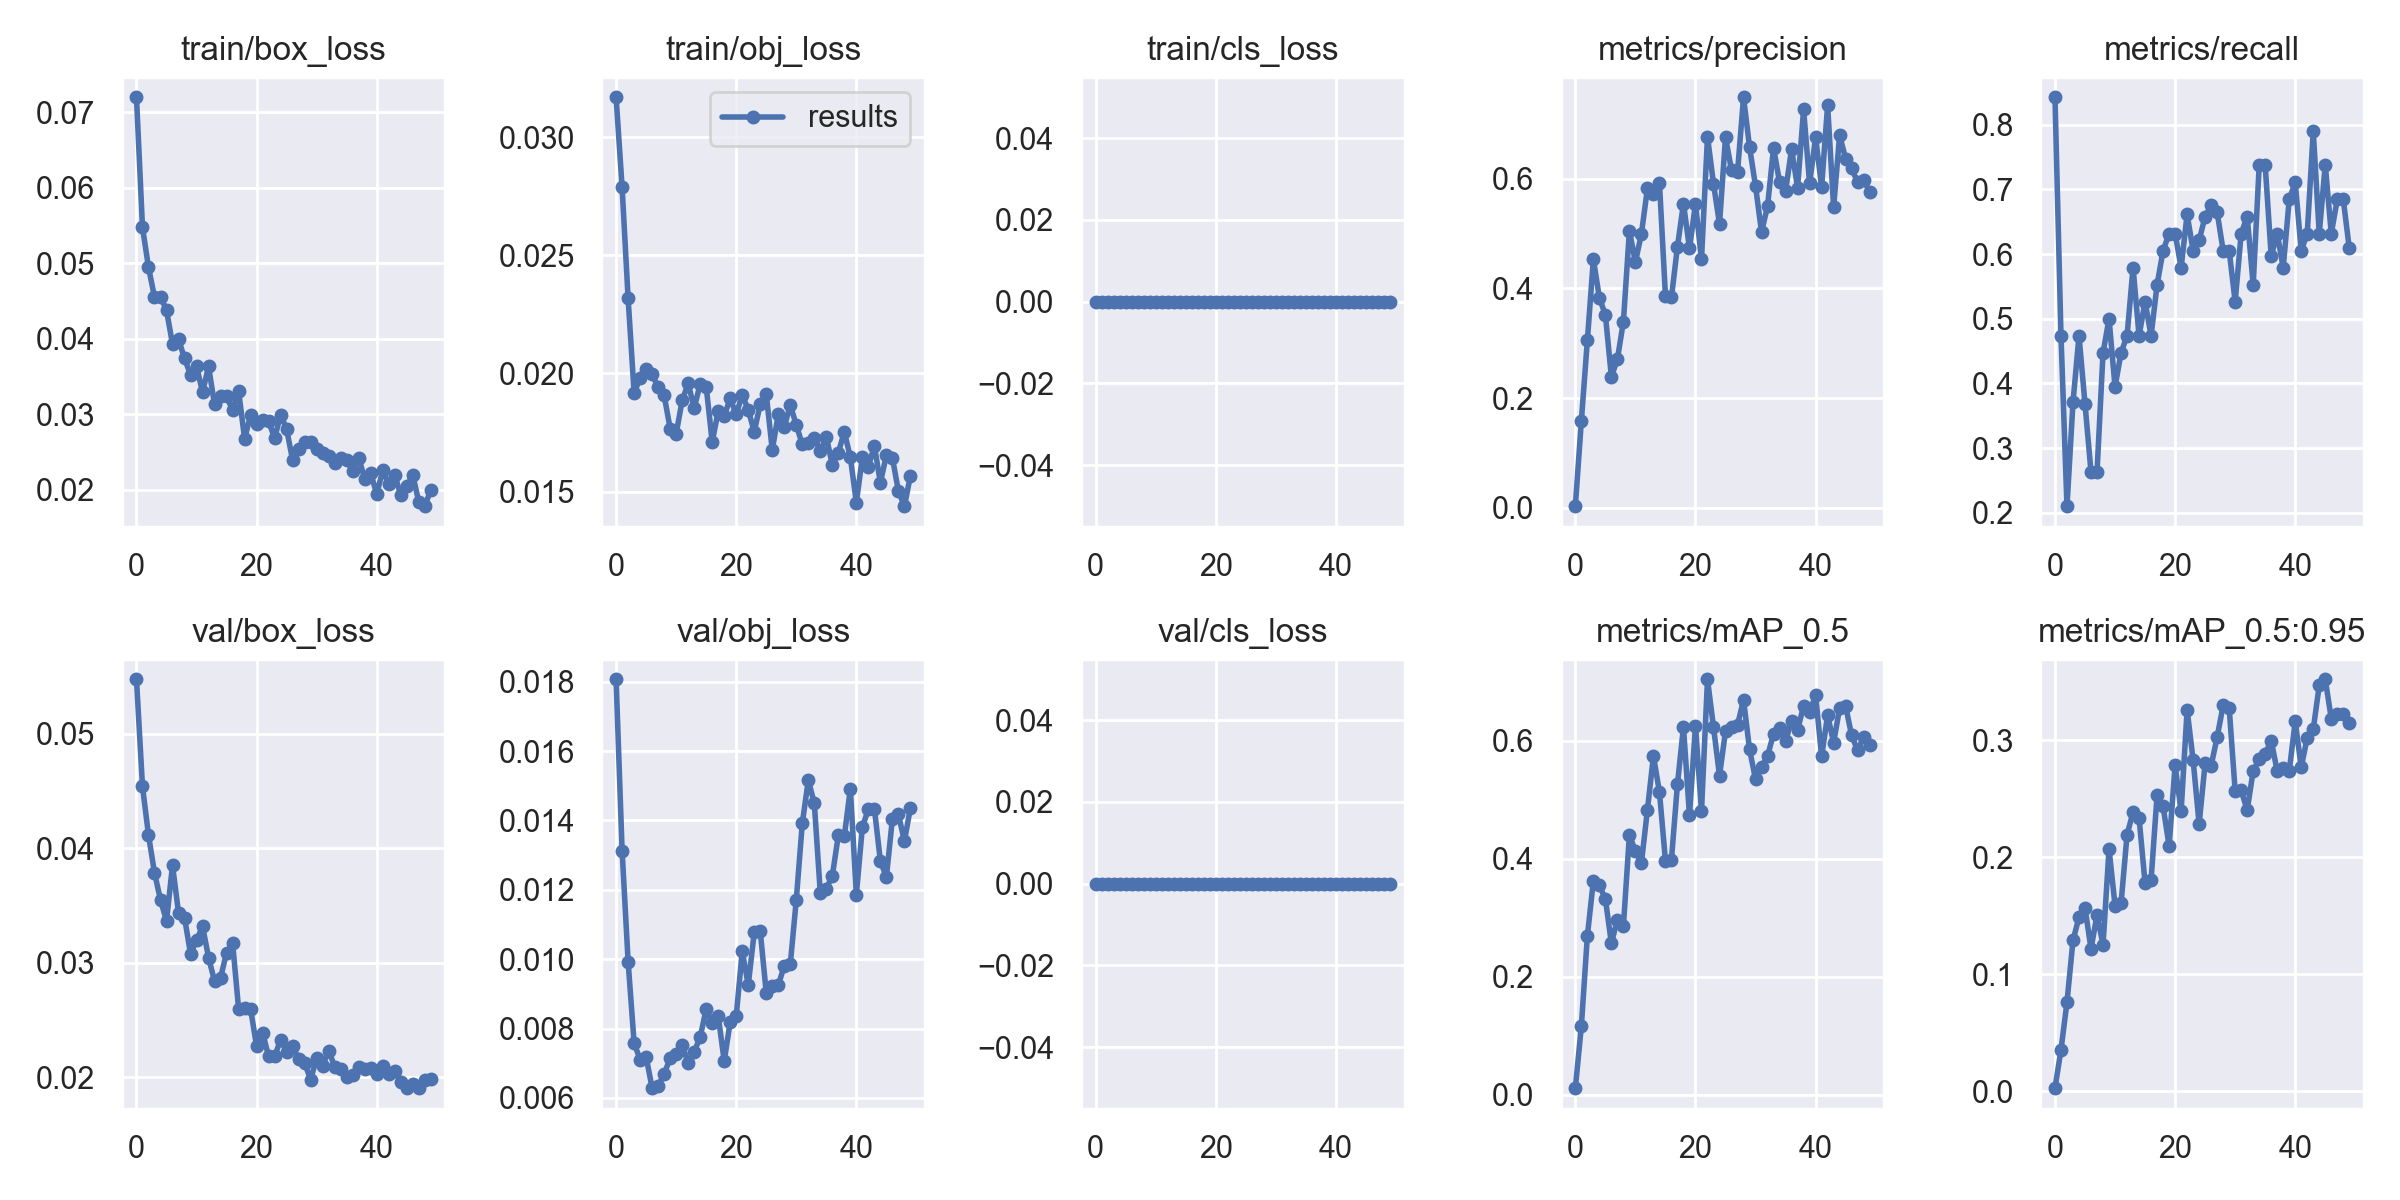 train/box_loss
0.07
0.06
0.05
0.04
0.03
0.02
0 20 40
train/obj_loss
results
0.030
0.025
0.020
0.015
0 20 40
train/cls_loss
0.04
0.02
0.00
−0.02
−0.04
0 20 40
metrics/precision
0.6
0.4
0.2
0.0
0 20 40
metrics/recall
0.8
0.7
0.6
0.5
0.4
0.3
0.2
0 20 40
val/box_loss
0.05
0.04
0.03
0.02
0 20 40
val/obj_loss
0.018
0.016
0.014
0.012
0.010
0.008
0.006
0 20 40
val/cls_loss
0.04
0.02
0.00
−0.02
−0.04
0 20 40
metrics/mAP_0.5
0.6
0.4
0.2
0.0
0 20 40
metrics/mAP_0.5:0.95
0.3
0.2
0.1
0.0
0 20 40